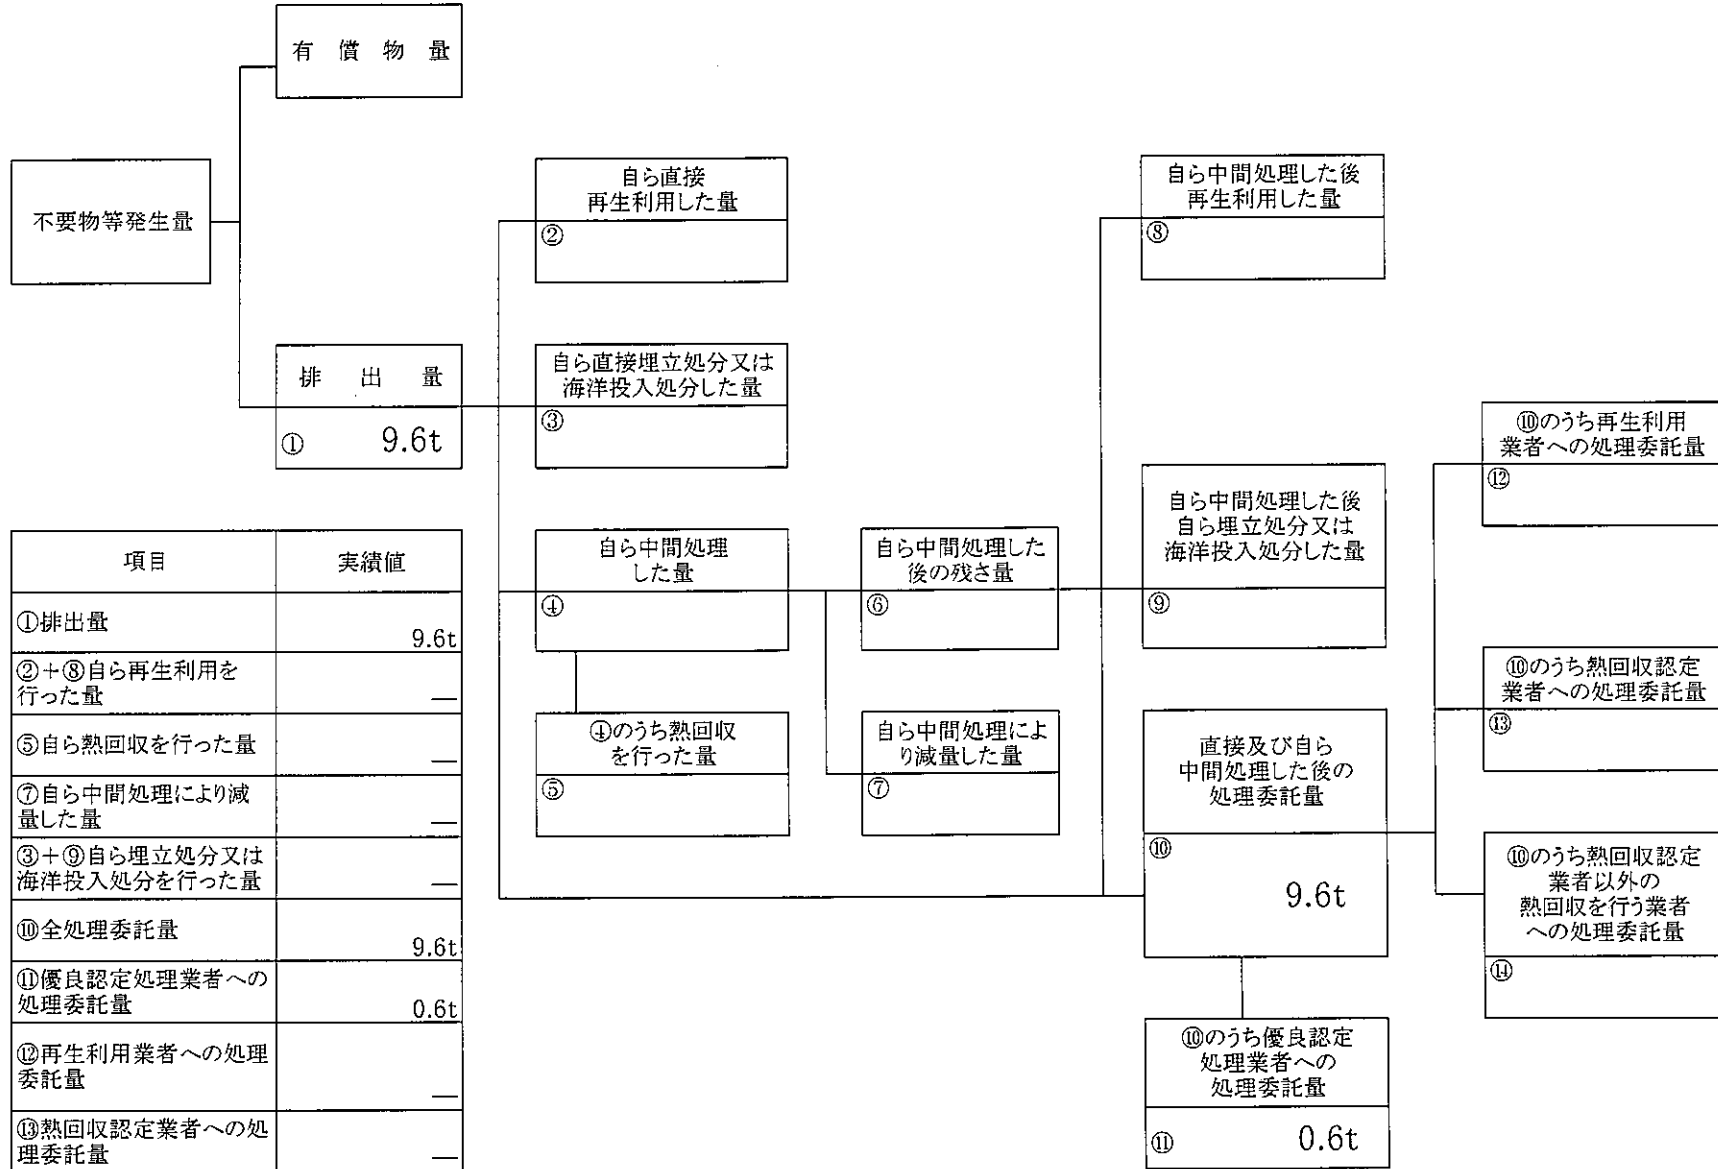 有償物量
不要物等発生量
排出量
① 9.6t
自ら直接
再生利用した量
②
自ら直接埋立処分又は
海洋投入処分した量
③
自ら中間処理
した量
④
④のうち熱回収
を行った量
⑤
自ら中間処理した
後の残さ量
⑥
自ら中間処理によ
り減量した量
⑦
自ら中間処理した後
再生利用した量
⑧
自ら中間処理した後
自ら埋立処分又は
海洋投入処分した量
⑨
直接及び自ら
中間処理した後の
処理委託量
⑩
9.6t
⑩のうち優良認定
処理業者への
処理委託量
⑪ 0.6t
⑩のうち再生利用
業者への処理委託量
⑫
⑩のうち熱回収認定
業者への処理委託量
⑬
⑩のうち熱回収認定
業者以外の
熱回収を行う業者
への処理委託量
⑭
項目 実績値
①排出量
9.6t
②+⑧自ら再生利用を
行った量 —
⑤自ら熱回収を行った量
—
⑦自ら中間処理により減
量した量 —
③+⑨自ら埋立処分又は
海洋投入処分を行った量 —
⑩全処理委託量
9.6t
⑪優良認定処理業者への
処理委託量 0.6t
⑫再生利用業者への処理
委託量 —
⑬熱回収認定業者への処
理委託量 —